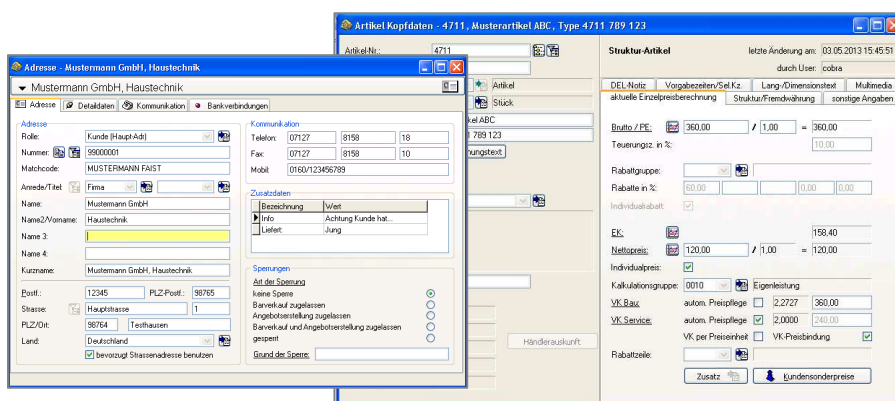 Artikel Kopfdaten - 4711, Musterartikel ABC, Type 4711 789 123
Artikel-Nr.: 4711
Artikel
Stück
kel ABC
789 123
nungstext
Händlerauskunft
Struktur-Artikel letzte Änderung am: 03.05.2013 15:45:51
durch User: cobra
DEL-Notiz Vorgabezeiten/Sel.Kz. Lang-/Dimensionstext Multimedia
aktuelle Einzelpreisberechnung Struktur/Fremdwährung sonstige Angaben
Brutto / PE: 360,00 / 1,00 = 360,00
Teuerungsz. in %: 10,00
Rabattgruppe:
Rabatte in %: 60,00 0,00 0,00
Individualrabatt:
EK: 158,40
Nettopreis: 120,00 / 1,00 = 120,00
Individualpreis:
Kalkulationsgruppe: 0010 Eigenleistung
VK Bau: autom. Preispflege 2,2727 360,00
VK Service: autom. Preispflege 2,0000 240,00
VK per Preiseinheit VK-Preisbindung
Rabattzeile:
Zusatz Kundensonderpreise
Adresse - Mustermann GmbH, Haustechnik
Mustermann GmbH, Haustechnik
Adresse Detaildaten Kommunikation Bankverbindungen
Adresse
Rolle: Kunde (Haupt-Adr)
Nummer: 99000001
Matchcode: MUSTERMANN FAIST
Anrede/Titel: Firma
Name: Mustermann GmbH
Name2/Vorname: Haustechnik
Name 3:
Name 4:
Kurzname: Mustermann GmbH, Haustechnik
Postf.: 12345 PLZ-Postf.: 98765
Strasse: Hauptstrasse 1
PLZ/Ort: 98764 Testhausen
Land: Deutschland
bevorzugt Strassenadresse benutzen
Kommunikation
Telefon: 07127 8158 18
Fax: 07127 8158 10
Mobil: 0160/123456789
Zusatzdaten
Bezeichnung Wert
Info Achtung Kunde hat...
Liefert Jung
Sperrungen
Art der Sperrung
keine Sperre
Barverkauf zugelassen
Angebotserstellung zugelassen
Barverkauf und Angebotserstellung zugelassen
gesperrt
Grund der Sperre: